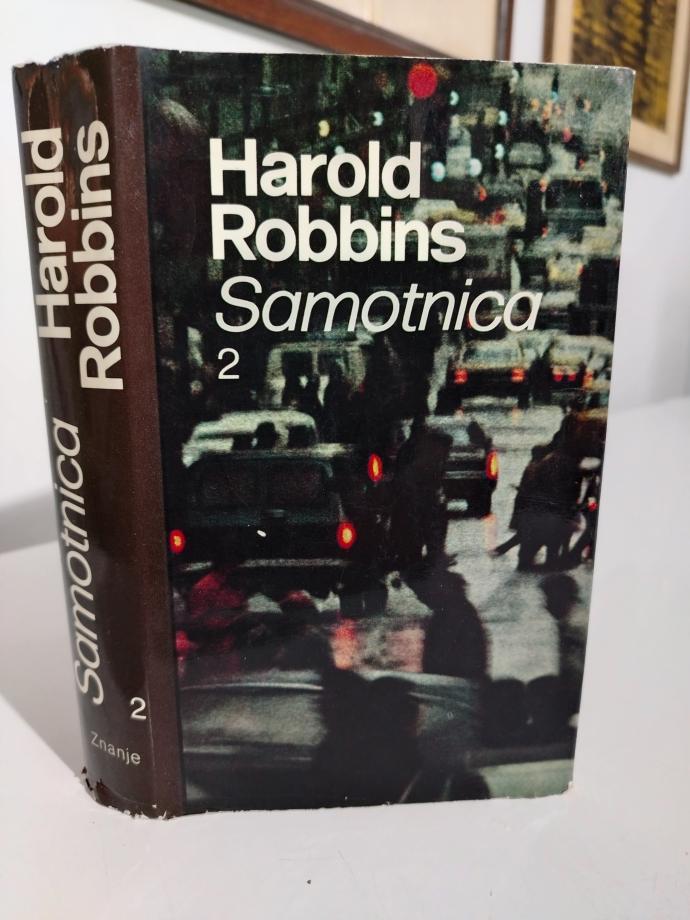 Harold
Robbins
Samotnica
2
Harold
Robbins
Samotnica
2
Znanje